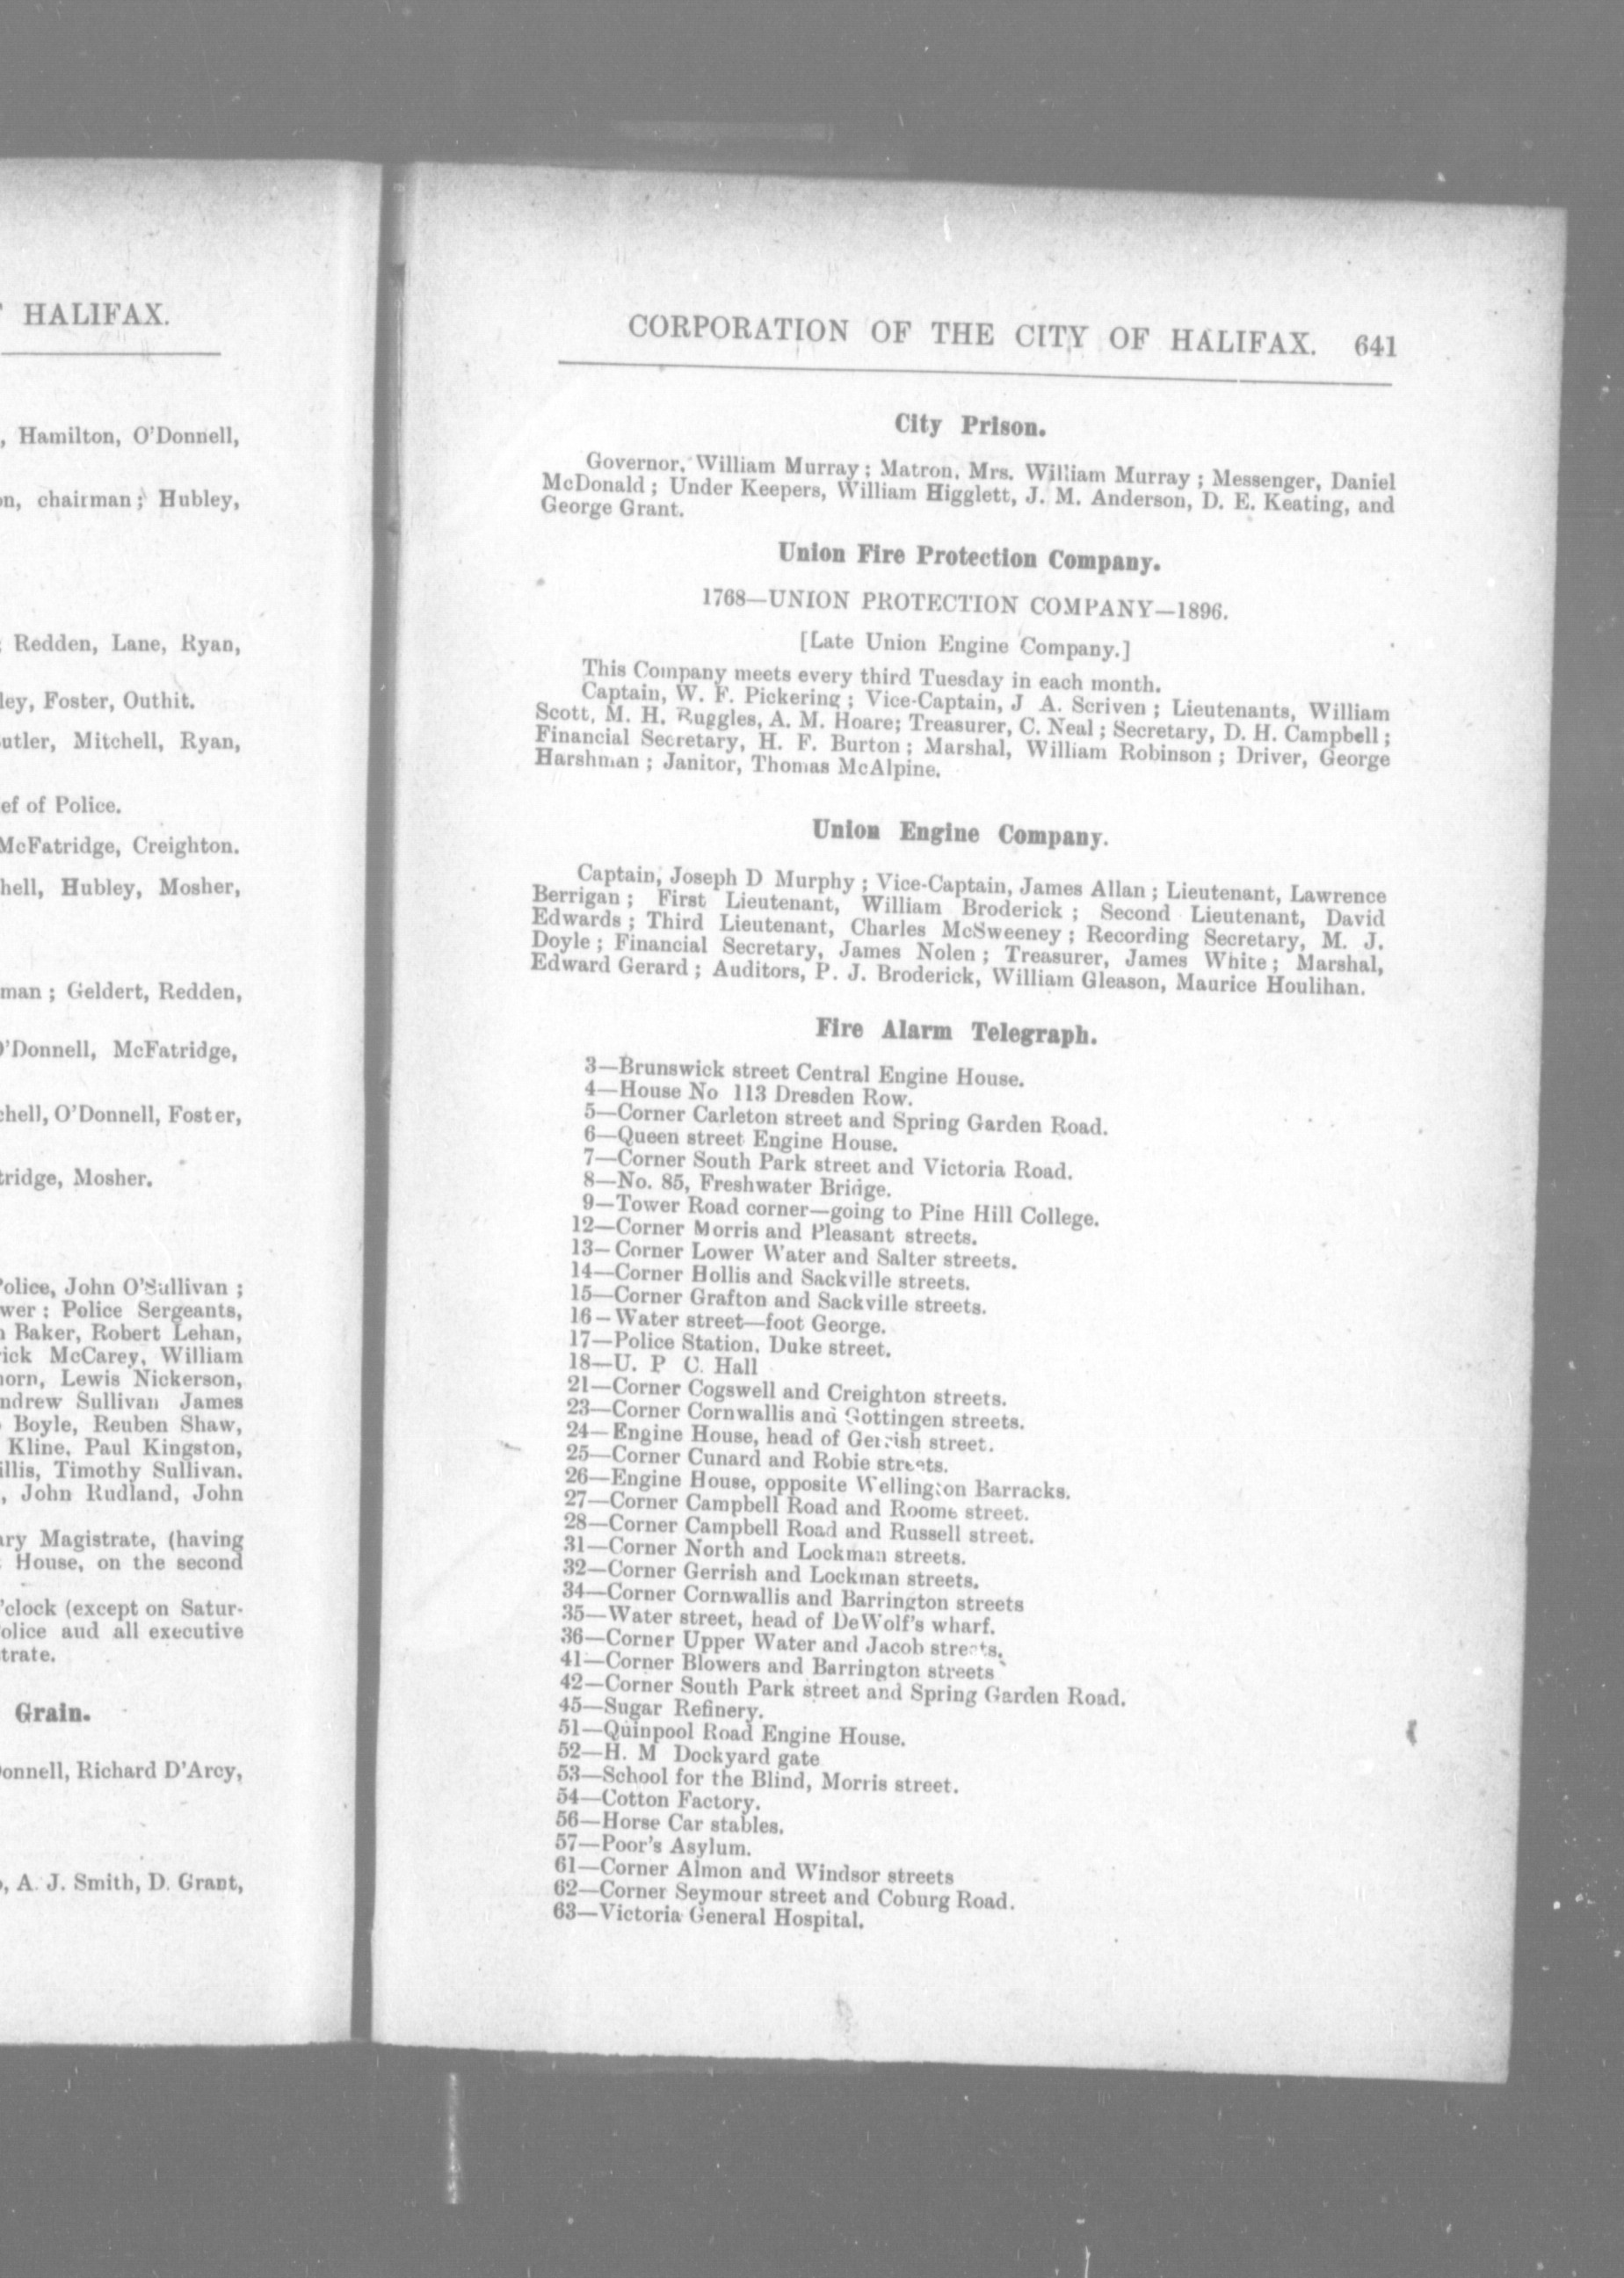 HALIFAX.
, Hamilton, O'Donnell,
on, chairman; Hubley,
; Redden, Lane, Ryan,
ley, Foster, Outhit.
utler, Mitchell, Ryan,
ef of Police.
McFatridge, Creighton.
hell, Hubley, Mosher,
man; Geldert, Redden,
O'Donnell, McFatridge,
chell, O'Donnell, Foster,
tridge, Mosher.
Police, John O'Sullivan;
wer; Police Sergeants,
n Baker, Robert Lehan,
rick McCarey, William
horn, Lewis Nickerson,
ndrew Sullivan James
Boyle, Reuben Shaw,
Kline, Paul Kingston,
illis, Timothy Sullivan.
, John Rudland, John
ary Magistrate, (having
House, on the second
'clock (except on Satur-
olice and all executive
trate.
Grain.
onnell, Richard D'Arcy,
, A. J. Smith, D. Grant,
CORPORATION OF THE CITY OF HALIFAX. 641
City Prison.
Governor, William Murray; Matron, Mrs. William Murray; Messenger, Daniel
McDonald; Under Keepers, William Higglett, J. M. Anderson, D. E. Keating, and
George Grant.
Union Fire Protection Company.
1768—UNION PROTECTION COMPANY—1896.
[Late Union Engine Company.]
This Company meets every third Tuesday in each month.
Captain, W. F. Pickering; Vice-Captain, J A. Scriven; Lieutenants, William
Scott, M. H. Ruggles, A. M. Hoare; Treasurer, C. Neal; Secretary, D. H. Campbell;
Financial Secretary, H. F. Burton; Marshal, William Robinson; Driver, George
Harshman; Janitor, Thomas McAlpine.
Union Engine Company.
Captain, Joseph D Murphy; Vice-Captain, James Allan; Lieutenant, Lawrence
Berrigan; First Lieutenant, William Broderick; Second Lieutenant, David
Edwards; Third Lieutenant, Charles McSweeney; Recording Secretary, M. J.
Doyle; Financial Secretary, James Nolen; Treasurer, James White; Marshal,
Edward Gerard; Auditors, P. J. Broderick, William Gleason, Maurice Houlihan.
Fire Alarm Telegraph.
3—Brunswick street Central Engine House.
4—House No 113 Dresden Row.
5—Corner Carleton street and Spring Garden Road.
6—Queen street Engine House.
7—Corner South Park street and Victoria Road.
8—No. 85, Freshwater Bridge.
9—Tower Road corner—going to Pine Hill College.
12—Corner Morris and Pleasant streets.
13—Corner Lower Water and Salter streets.
14—Corner Hollis and Sackville streets.
15—Corner Grafton and Sackville streets.
16—Water street—foot George.
17—Police Station, Duke street.
18—U. P C. Hall
21—Corner Cogswell and Creighton streets.
23—Corner Cornwallis and Gottingen streets.
24—Engine House, head of Gerrish street.
25—Corner Cunard and Robie streets.
26—Engine House, opposite Wellington Barracks.
27—Corner Campbell Road and Roome street.
28—Corner Campbell Road and Russell street.
31—Corner North and Lockman streets.
32—Corner Gerrish and Lockman streets.
34—Corner Cornwallis and Barrington streets
35—Water street, head of DeWolf's wharf.
36—Corner Upper Water and Jacob streets.
41—Corner Blowers and Barrington streets
42—Corner South Park street and Spring Garden Road.
45—Sugar Refinery.
51—Quinpool Road Engine House.
52—H. M Dockyard gate
53—School for the Blind, Morris street.
54—Cotton Factory.
56—Horse Car stables.
57—Poor's Asylum.
61—Corner Almon and Windsor streets
62—Corner Seymour street and Coburg Road.
63—Victoria General Hospital.